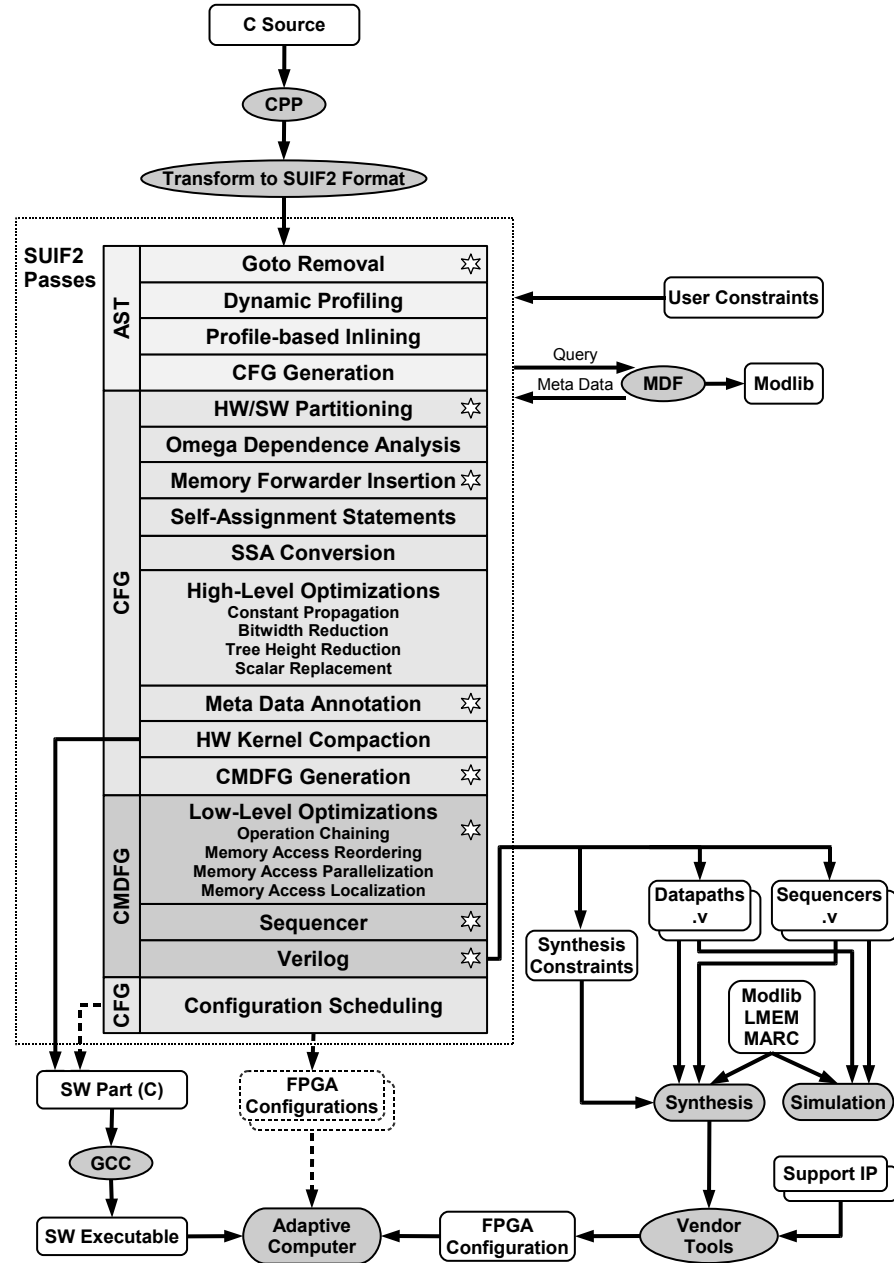 C Source
CPP
Transform to SUIF2 Format
SUIF2
Passes
AST
Goto Removal
Dynamic Profiling
Profile-based Inlining
CFG Generation
User Constraints
Query
Meta Data
MDF
Modlib
CFG
HW/SW Partitioning
Omega Dependence Analysis
Memory Forwarder Insertion
Self-Assignment Statements
SSA Conversion
High-Level Optimizations
Constant Propagation
Bitwidth Reduction
Tree Height Reduction
Scalar Replacement
Meta Data Annotation
HW Kernel Compaction
CMDFG Generation
CMDFG
Low-Level Optimizations
Operation Chaining
Memory Access Reordering
Memory Access Parallelization
Memory Access Localization
Sequencer
Verilog
CFG
Configuration Scheduling
Datapaths
.v
Sequencers
.v
Synthesis
Constraints
Modlib
LMEM
MARC
SW Part (C)
FPGA
Configurations
Synthesis
Simulation
GCC
Support IP
SW Executable
Adaptive
Computer
FPGA
Configuration
Vendor
Tools